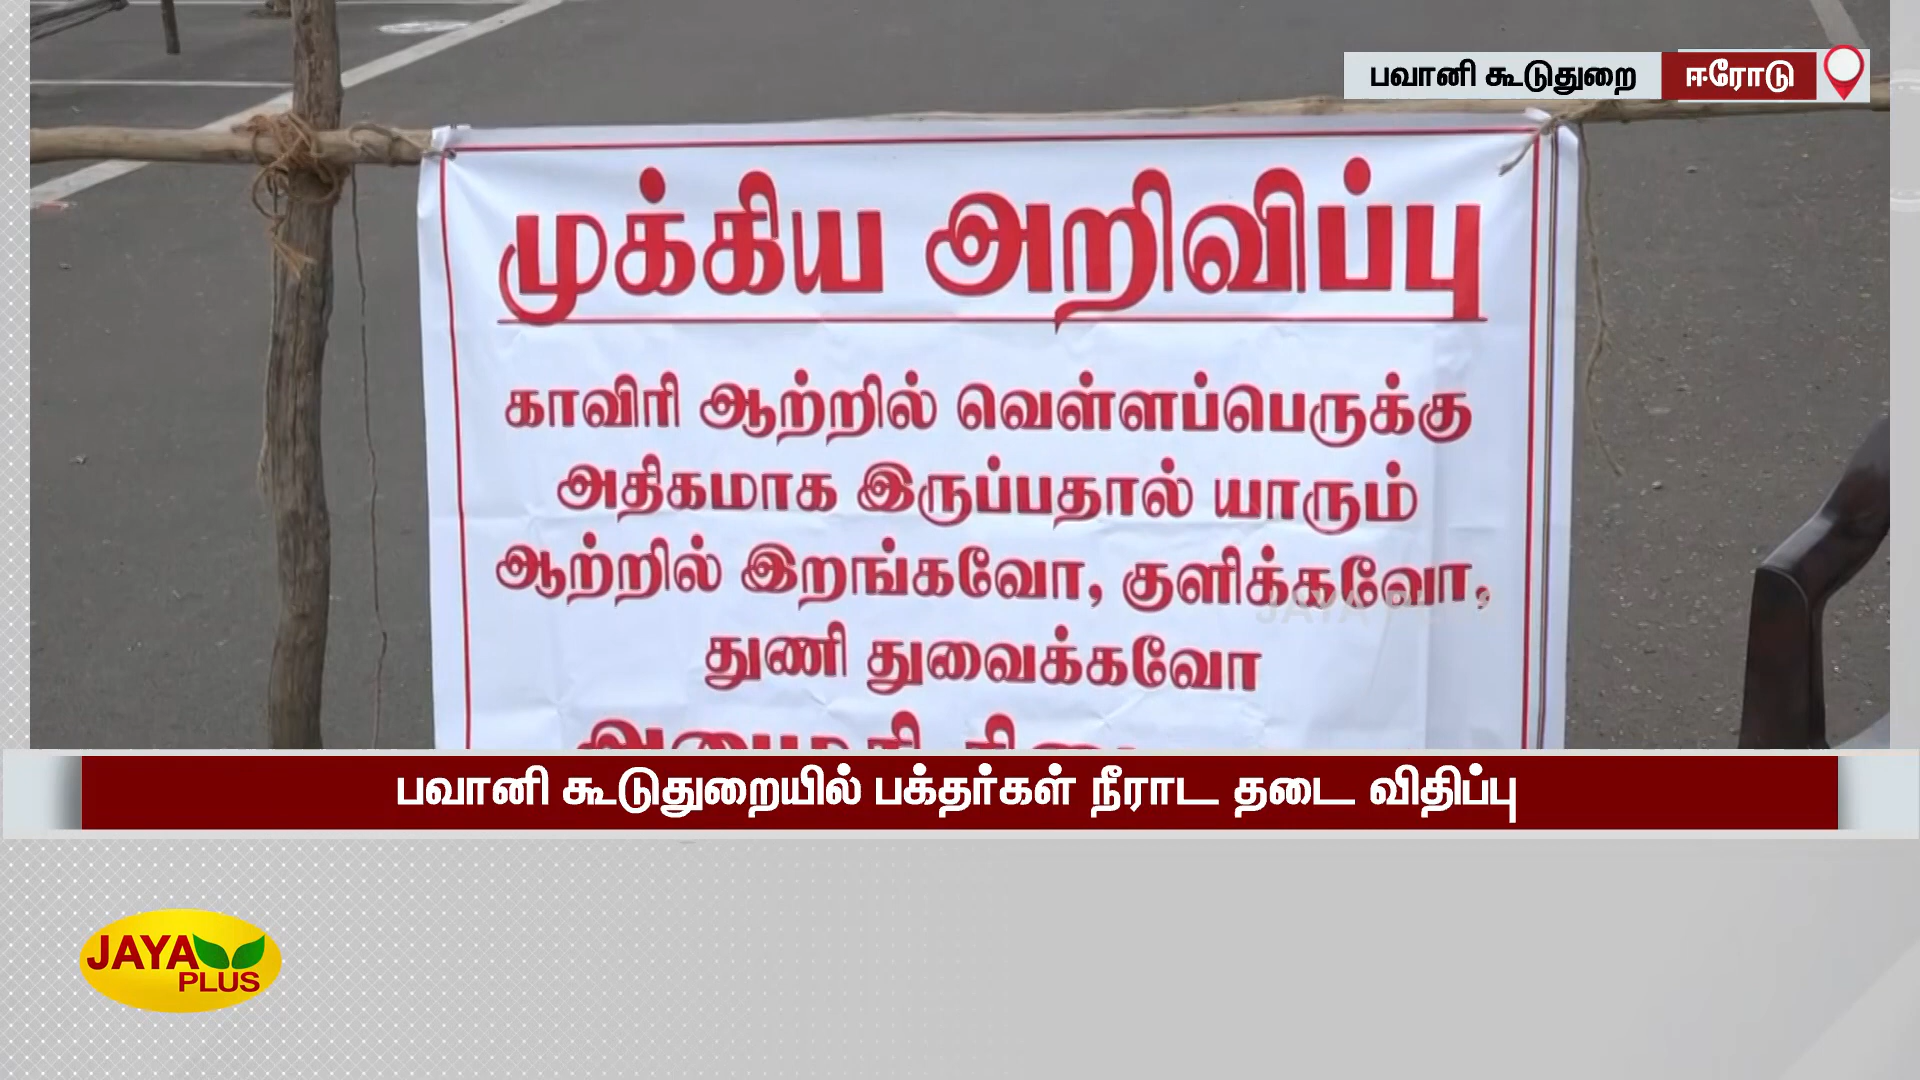 பவானி கூடுதுறை ஈரோடு
முக்கிய அறிவிப்பு
காவிரி ஆற்றில் வெள்ளப்பெருக்கு
அதிகமாக இருப்பதால் யாரும்
ஆற்றில் இறங்கவோ, குளிக்கவோ,
துணி துவைக்கவோ
பவானி கூடுதுறையில் பக்தர்கள் நீராட தடை விதிப்பு
JAYA
PLUS